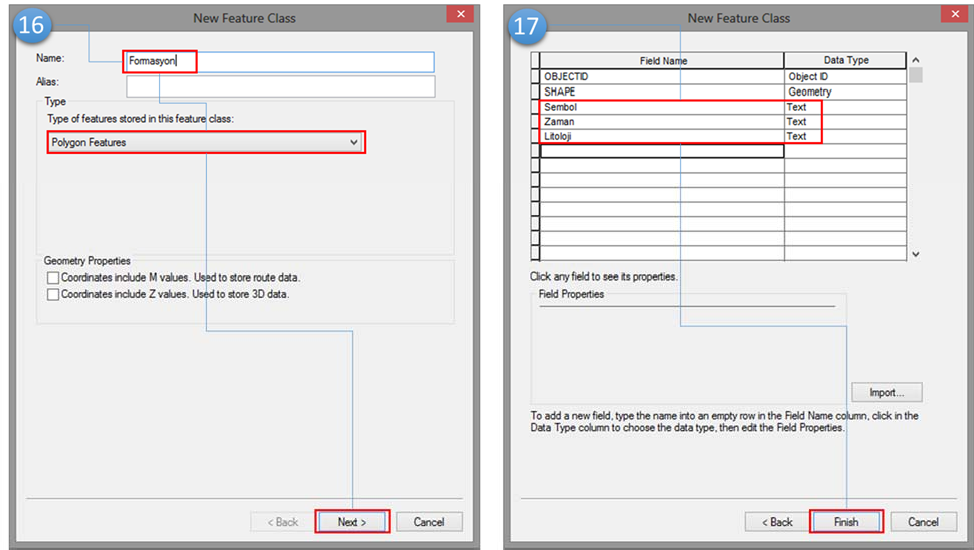 16
New Feature Class
Name:
Formasyon
Alias:
Type
Type of features stored in this feature class:
Polygon Features
Geometry Properties
Coordinates include M values. Used to store route data.
Coordinates include Z values. Used to store 3D data.
< Back
Next >
Cancel
17
New Feature Class
Field Name Data Type
OBJECTID Object ID
SHAPE Geometry
Sembol Text
Zaman Text
Litoloji Text
Click any field to see its properties.
Field Properties
Import...
To add a new field, type the name into an empty row in the Field Name column, click in the
Data Type column to choose the data type, then edit the Field Properties.
< Back
Finish
Cancel